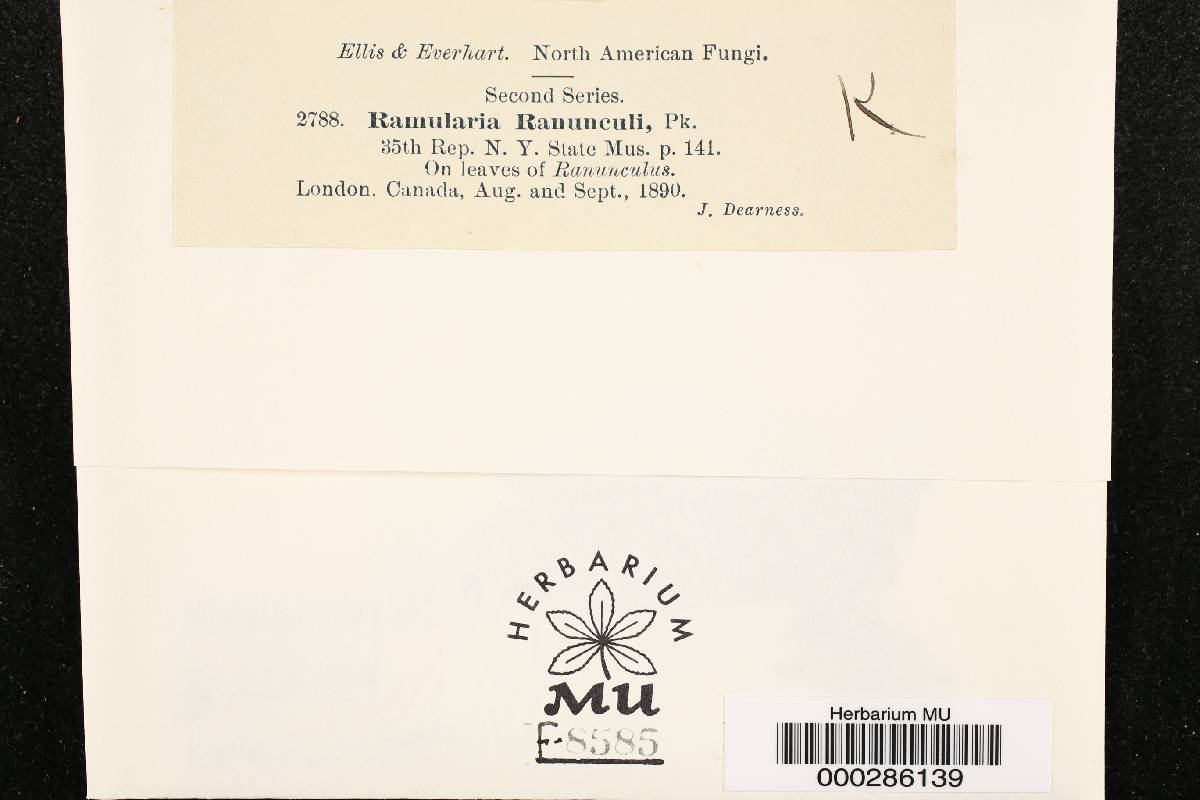 Ellis & Everhart. North American Fungi.
Second Series.
2788. Ramularia Ranunculi, Pk.
35th Rep. N. Y. State Mus. p. 141.
On leaves of Ranunculus.
London, Canada, Aug. and Sept., 1890.
J. Dearness.
K
HERBARIUM
MU
F-8585
Herbarium MU
000286139